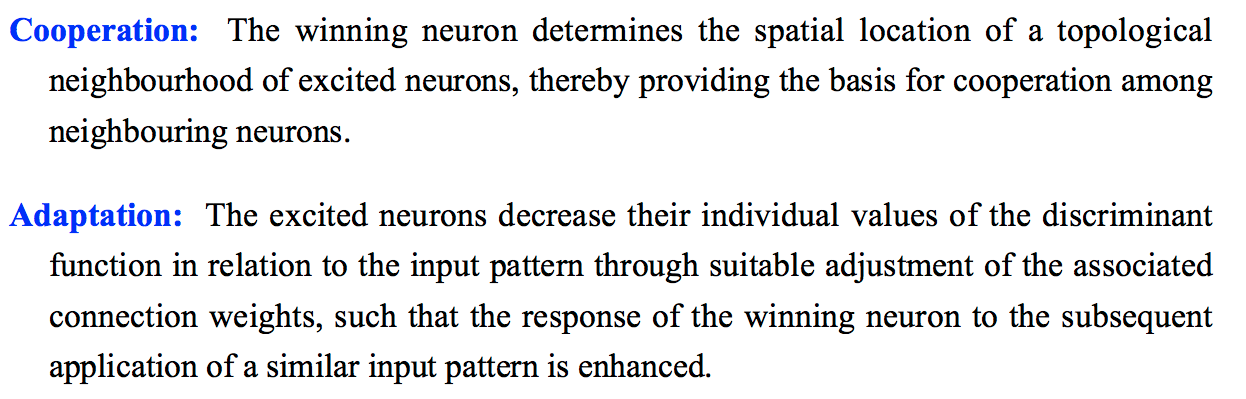 Cooperation: The winning neuron determines the spatial location of a topological
neighbourhood of excited neurons, thereby providing the basis for cooperation among
neighbouring neurons.
Adaptation: The excited neurons decrease their individual values of the discriminant
function in relation to the input pattern through suitable adjustment of the associated
connection weights, such that the response of the winning neuron to the subsequent
application of a similar input pattern is enhanced.